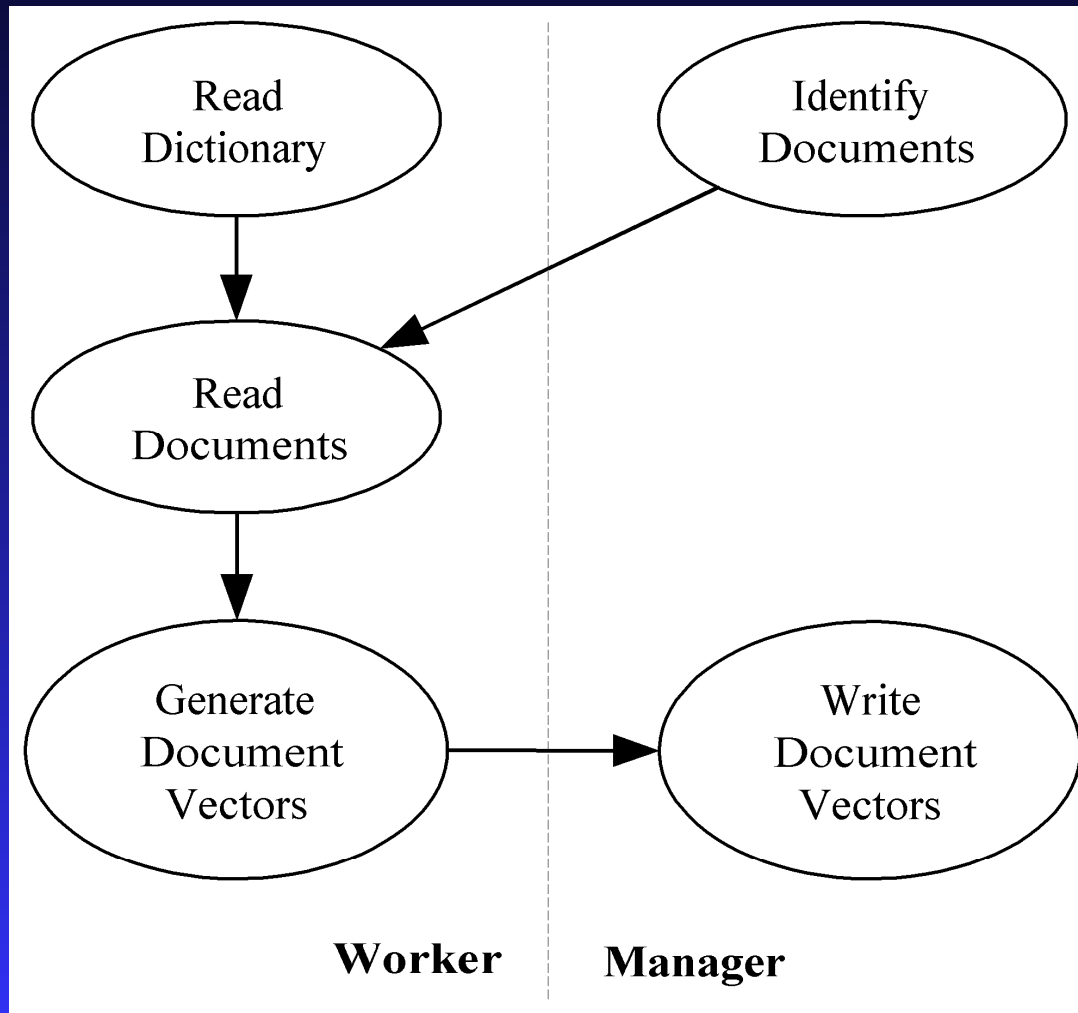 Read
Dictionary
Identify
Documents
Read
Documents
Generate
Document
Vectors
Write
Document
Vectors
Worker
Manager